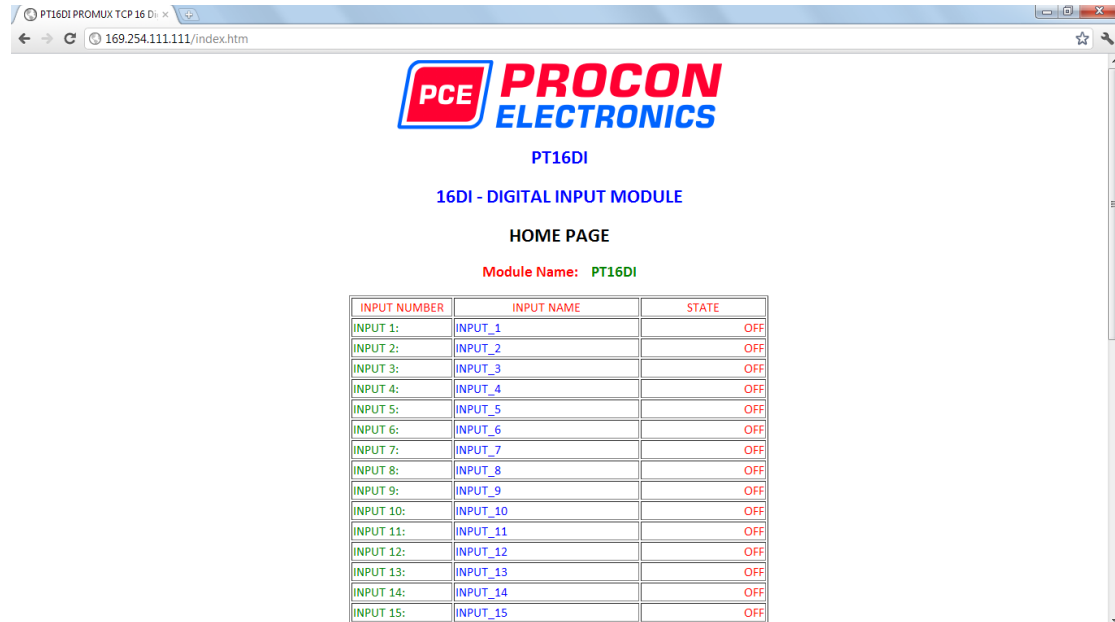 PT16DI PROMUX TCP 16 Di
169.254.111.111/index.htm
PCE PROCON
ELECTRONICS
PT16DI
16DI - DIGITAL INPUT MODULE
HOME PAGE
Module Name: PT16DI
INPUT NUMBER INPUT NAME STATE
INPUT 1: INPUT_1 OFF
INPUT 2: INPUT_2 OFF
INPUT 3: INPUT_3 OFF
INPUT 4: INPUT_4 OFF
INPUT 5: INPUT_5 OFF
INPUT 6: INPUT_6 OFF
INPUT 7: INPUT_7 OFF
INPUT 8: INPUT_8 OFF
INPUT 9: INPUT_9 OFF
INPUT 10: INPUT_10 OFF
INPUT 11: INPUT_11 OFF
INPUT 12: INPUT_12 OFF
INPUT 13: INPUT_13 OFF
INPUT 14: INPUT_14 OFF
INPUT 15: INPUT_15 OFF